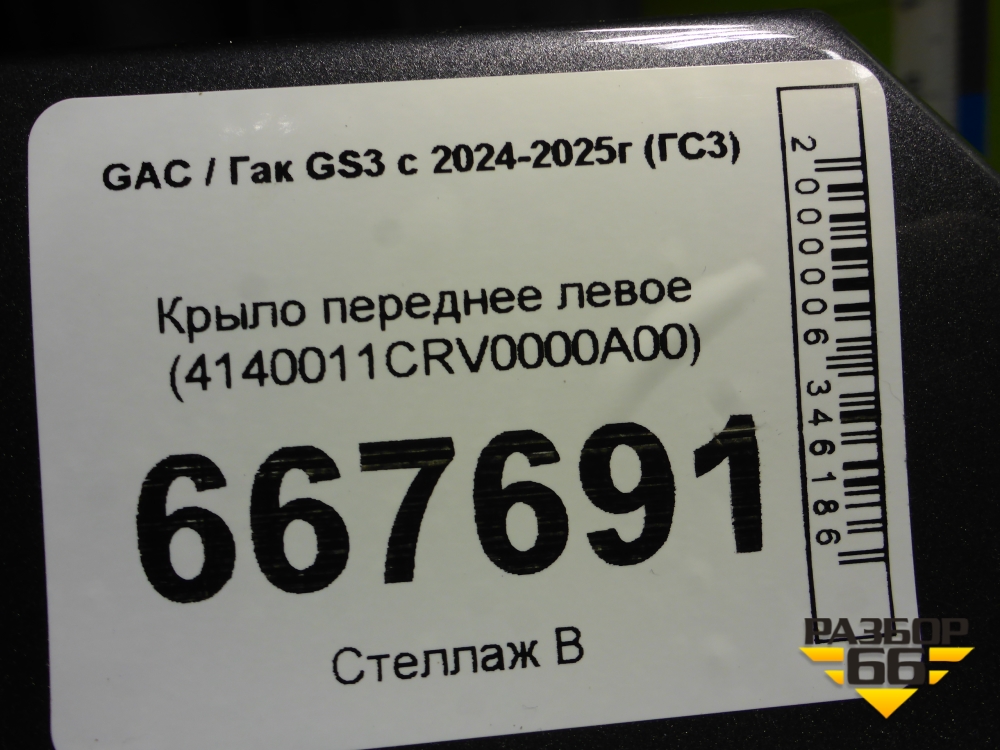 GAC / Гак GS3 с 2024-2025г (ГС3)
Крыло переднее левое
(4140011CRV0000A00)
667691
Стеллаж В
2000006346186
РАЗБОР
66